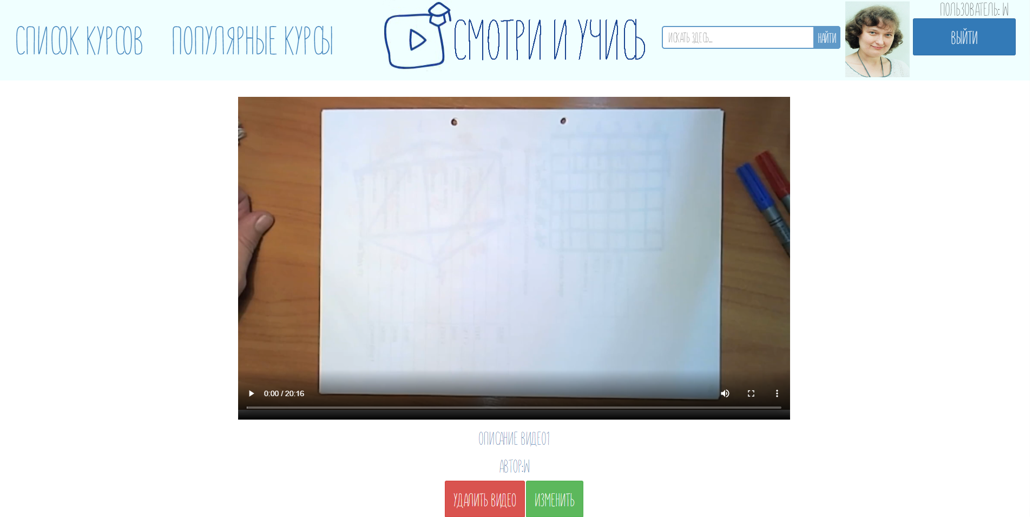 СПИСОК КУРСОВ
ПОПУЛЯРНЫЕ КУРСЫ
СМОТРИ И УЧИСЬ
ИСКАТЬ ЗДЕСЬ...
НАЙТИ
ПОЛЬЗОВАТЕЛЬ: W
ВЫЙТИ
0:00 / 20:16
ОПИСАНИЕ ВИДЕО1
АВТОР:W
УДАЛИТЬ ВИДЕО
ИЗМЕНИТЬ